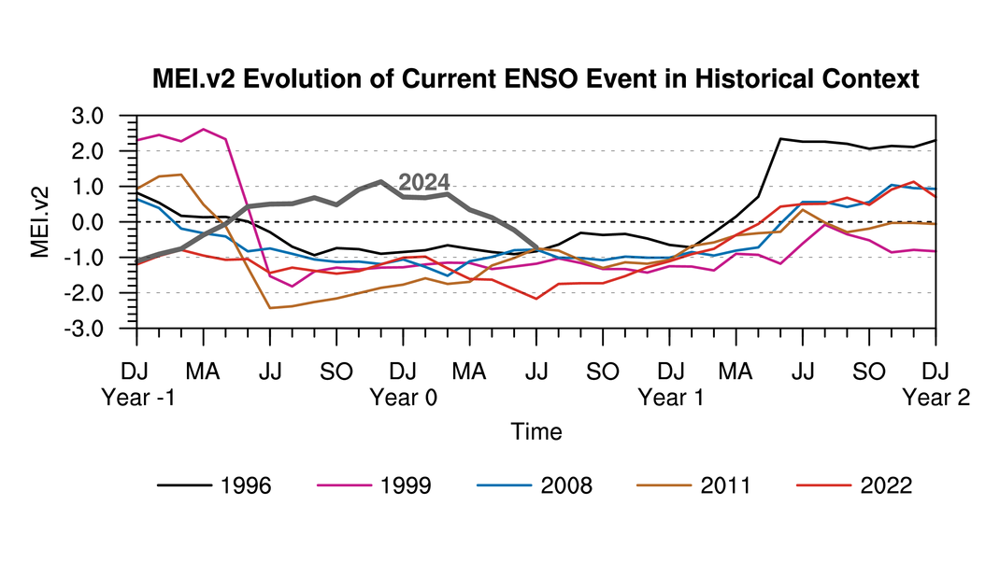 MEI.v2 Evolution of Current ENSO Event in Historical Context
3.0
2.0
1.0
0.0
-1.0
-2.0
-3.0
MEI.v2
2024
DJ MA JJ SO DJ MA JJ SO DJ MA JJ SO DJ
Year -1 Year 0 Year 1 Year 2
Time
1996 1999 2008 2011 2022